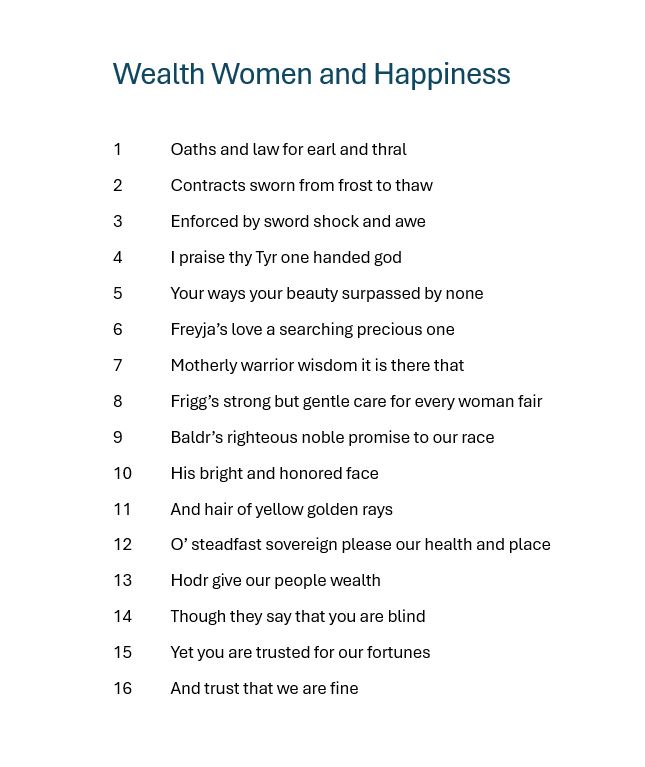 Wealth Women and Happiness
1 Oaths and law for earl and thral
2 Contracts sworn from frost to thaw
3 Enforced by sword shock and awe
4 I praise thy Tyr one handed god
5 Your ways your beauty surpassed by none
6 Freyja’s love a searching precious one
7 Motherly warrior wisdom it is there that
8 Frigg’s strong but gentle care for every woman fair
9 Baldr’s righteous noble promise to our race
10 His bright and honored face
11 And hair of yellow golden rays
12 O’ steadfast sovereign please our health and place
13 Hodr give our people wealth
14 Though they say that you are blind
15 Yet you are trusted for our fortunes
16 And trust that we are fine